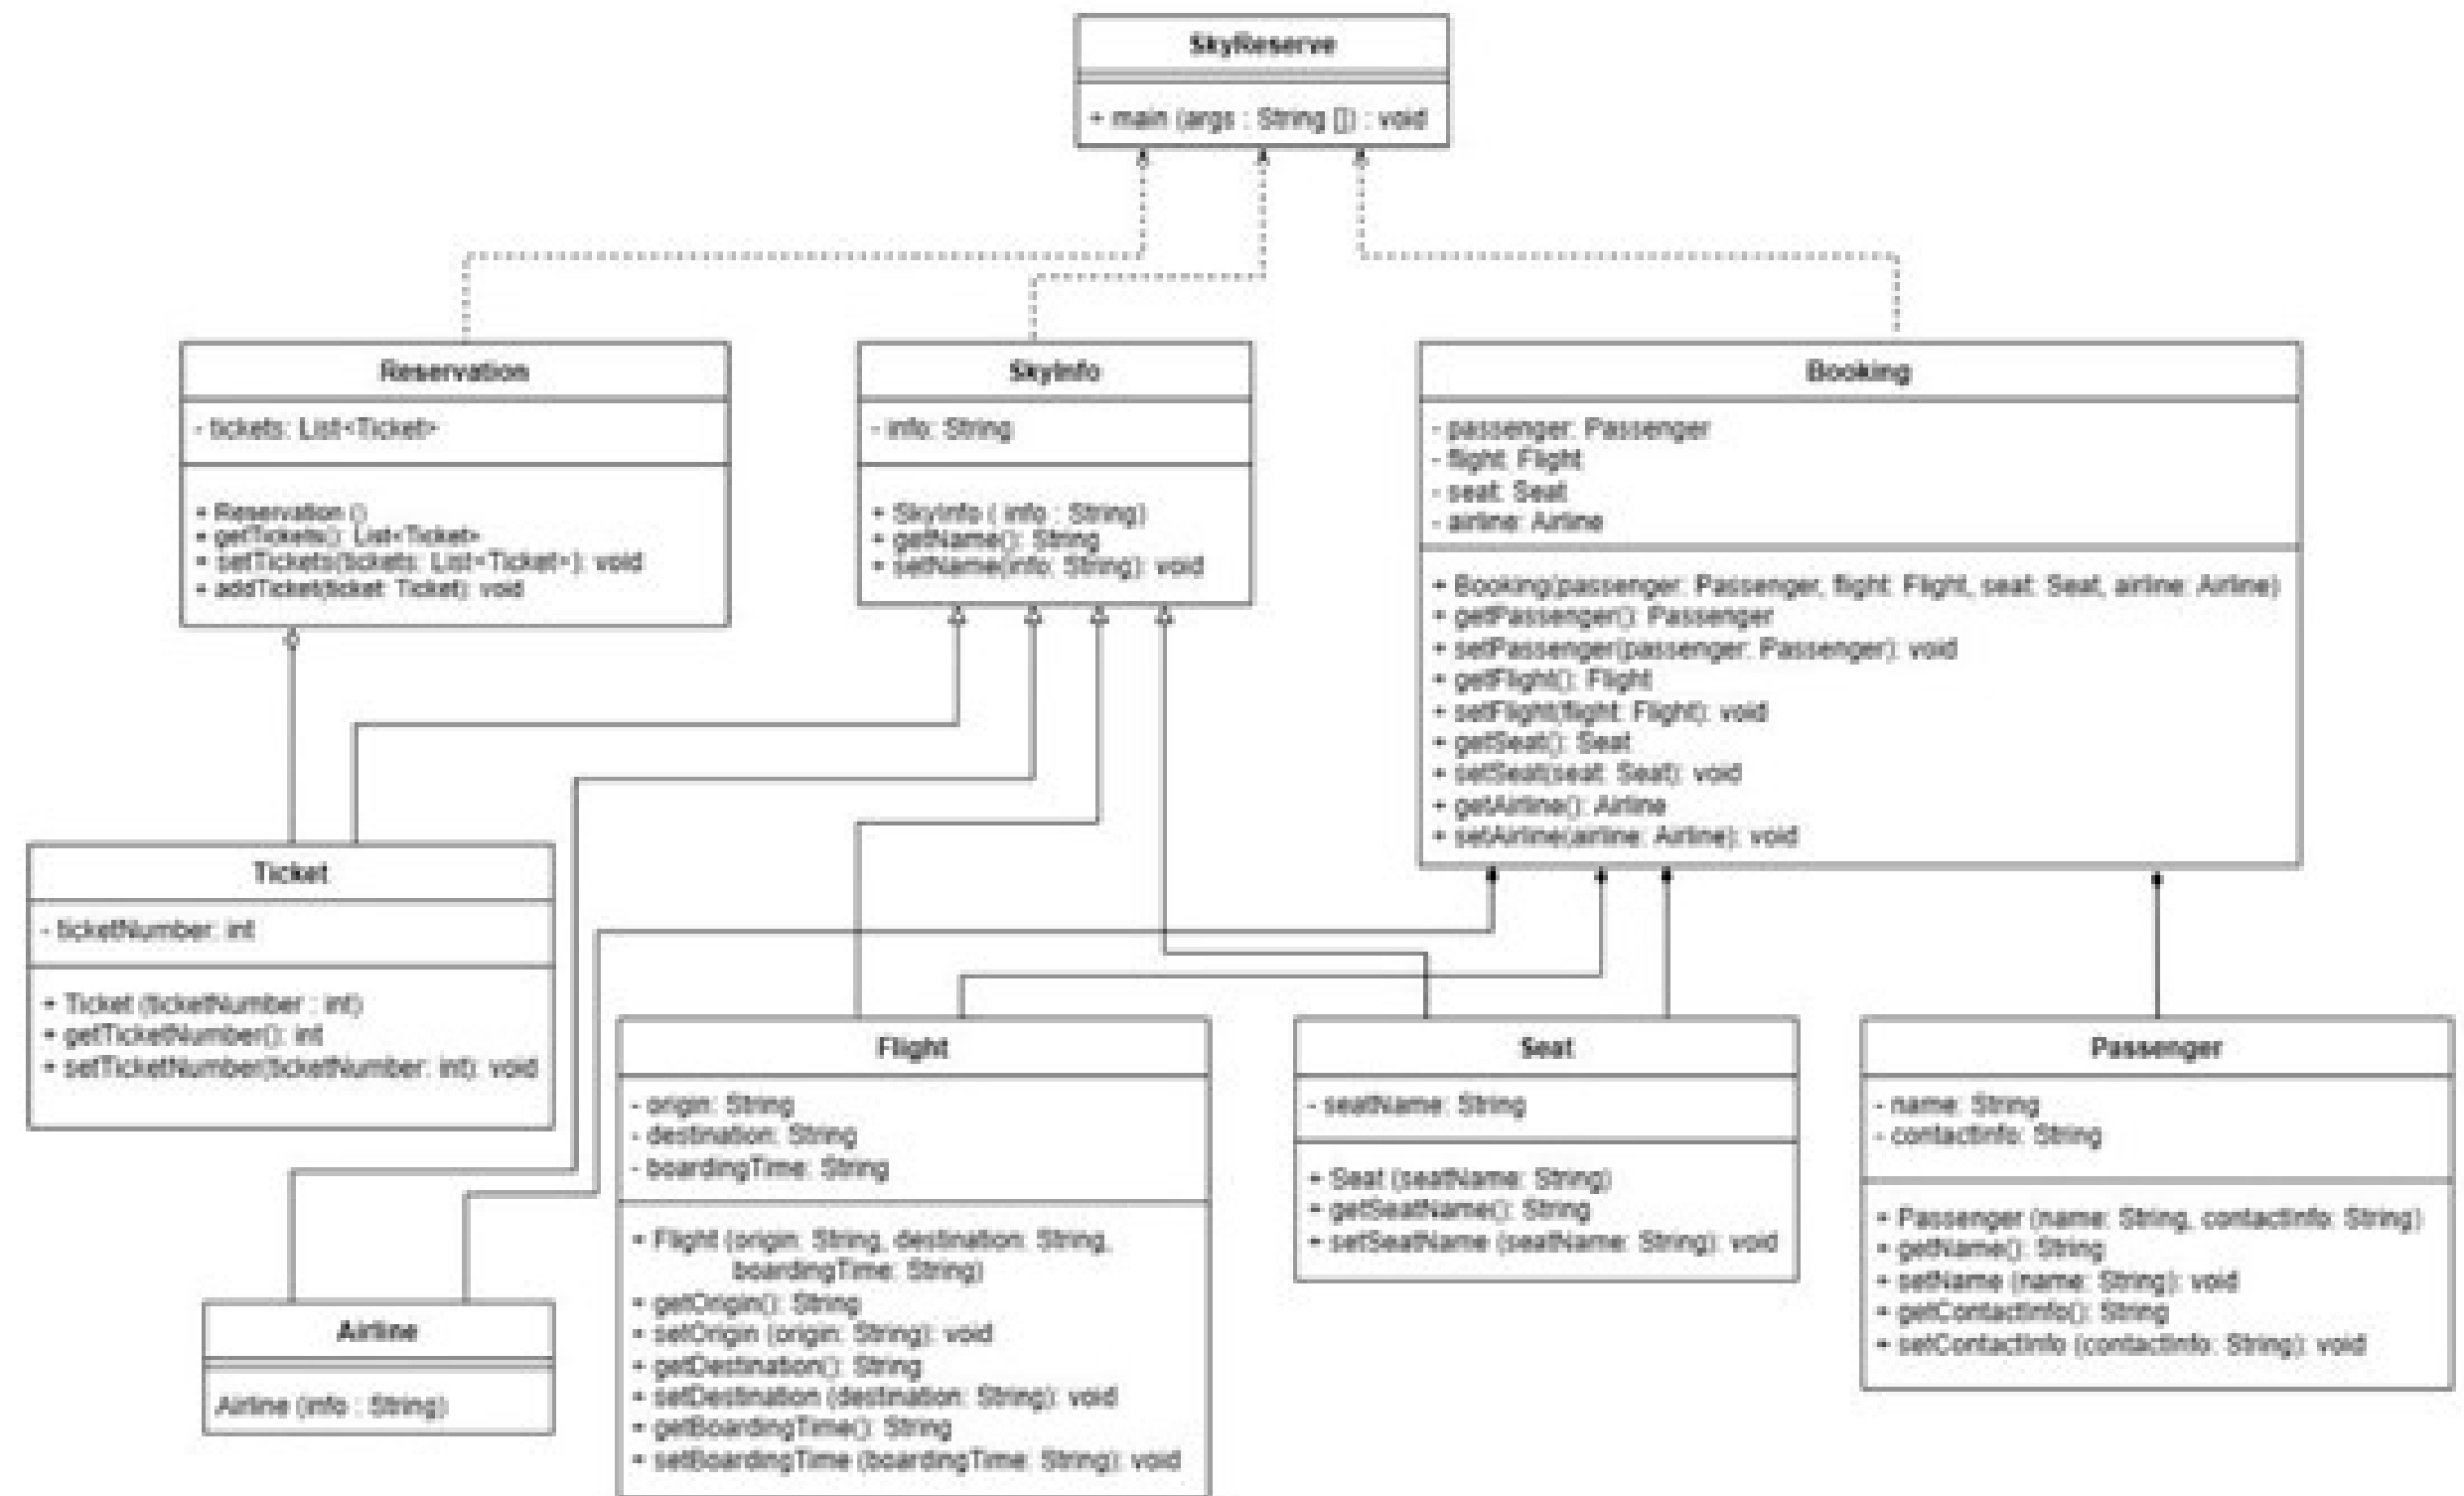 SkyReserve
+ main (args : String []) : void
Reservation
- tickets: List<Ticket>
+ Reservation ()
+ getTickets(): List<Ticket>
+ setTickets(tickets: List<Ticket>): void
+ addTicket(ticket: Ticket): void
SkyInfo
- info: String
+ SkyInfo ( info : String)
+ getName(): String
+ setName(info: String): void
Booking
- passenger: Passenger
- flight: Flight
- seat: Seat
- airline: Airline
+ Booking(passenger: Passenger, flight: Flight, seat: Seat, airline: Airline)
+ getPassenger(): Passenger
+ setPassenger(passenger: Passenger): void
+ getFlight(): Flight
+ setFlight(flight: Flight): void
+ getSeat(): Seat
+ setSeat(seat: Seat): void
+ getAirline(): Airline
+ setAirline(airline: Airline): void
Ticket
- ticketNumber: int
+ Ticket (ticketNumber : int)
+ getTicketNumber(): int
+ setTicketNumber(ticketNumber: int): void
Airline
Airline (info : String)
Flight
- origin: String
- destination: String
- boardingTime: String
+ Flight (origin: String, destination: String,
boardingTime: String)
+ getOrigin(): String
+ setOrigin (origin: String): void
+ getDestination(): String
+ setDestination (destination: String): void
+ getBoardingTime(): String
+ setBoardingTime (boardingTime: String): void
Seat
- seatName: String
+ Seat (seatName: String)
+ getSeatName(): String
+ setSeatName (seatName: String): void
Passenger
- name: String
- contactInfo: String
+ Passenger (name: String, contactInfo: String)
+ getName(): String
+ setName (name: String): void
+ getContactInfo(): String
+ setContactInfo (contactInfo: String): void